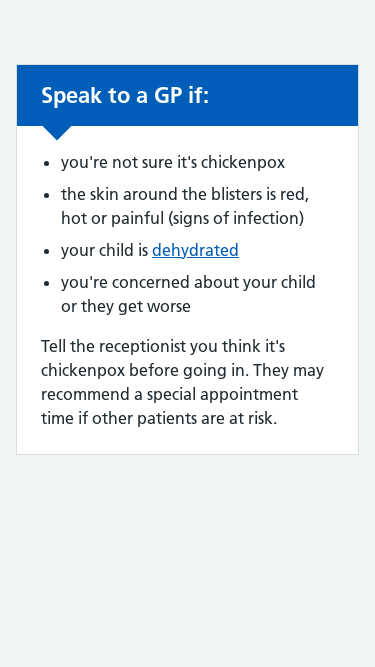 Speak to a GP if:
you're not sure it's chickenpox
the skin around the blisters is red,
hot or painful (signs of infection)
your child is dehydrated
you're concerned about your child
or they get worse
Tell the receptionist you think it's
chickenpox before going in. They may
recommend a special appointment
time if other patients are at risk.